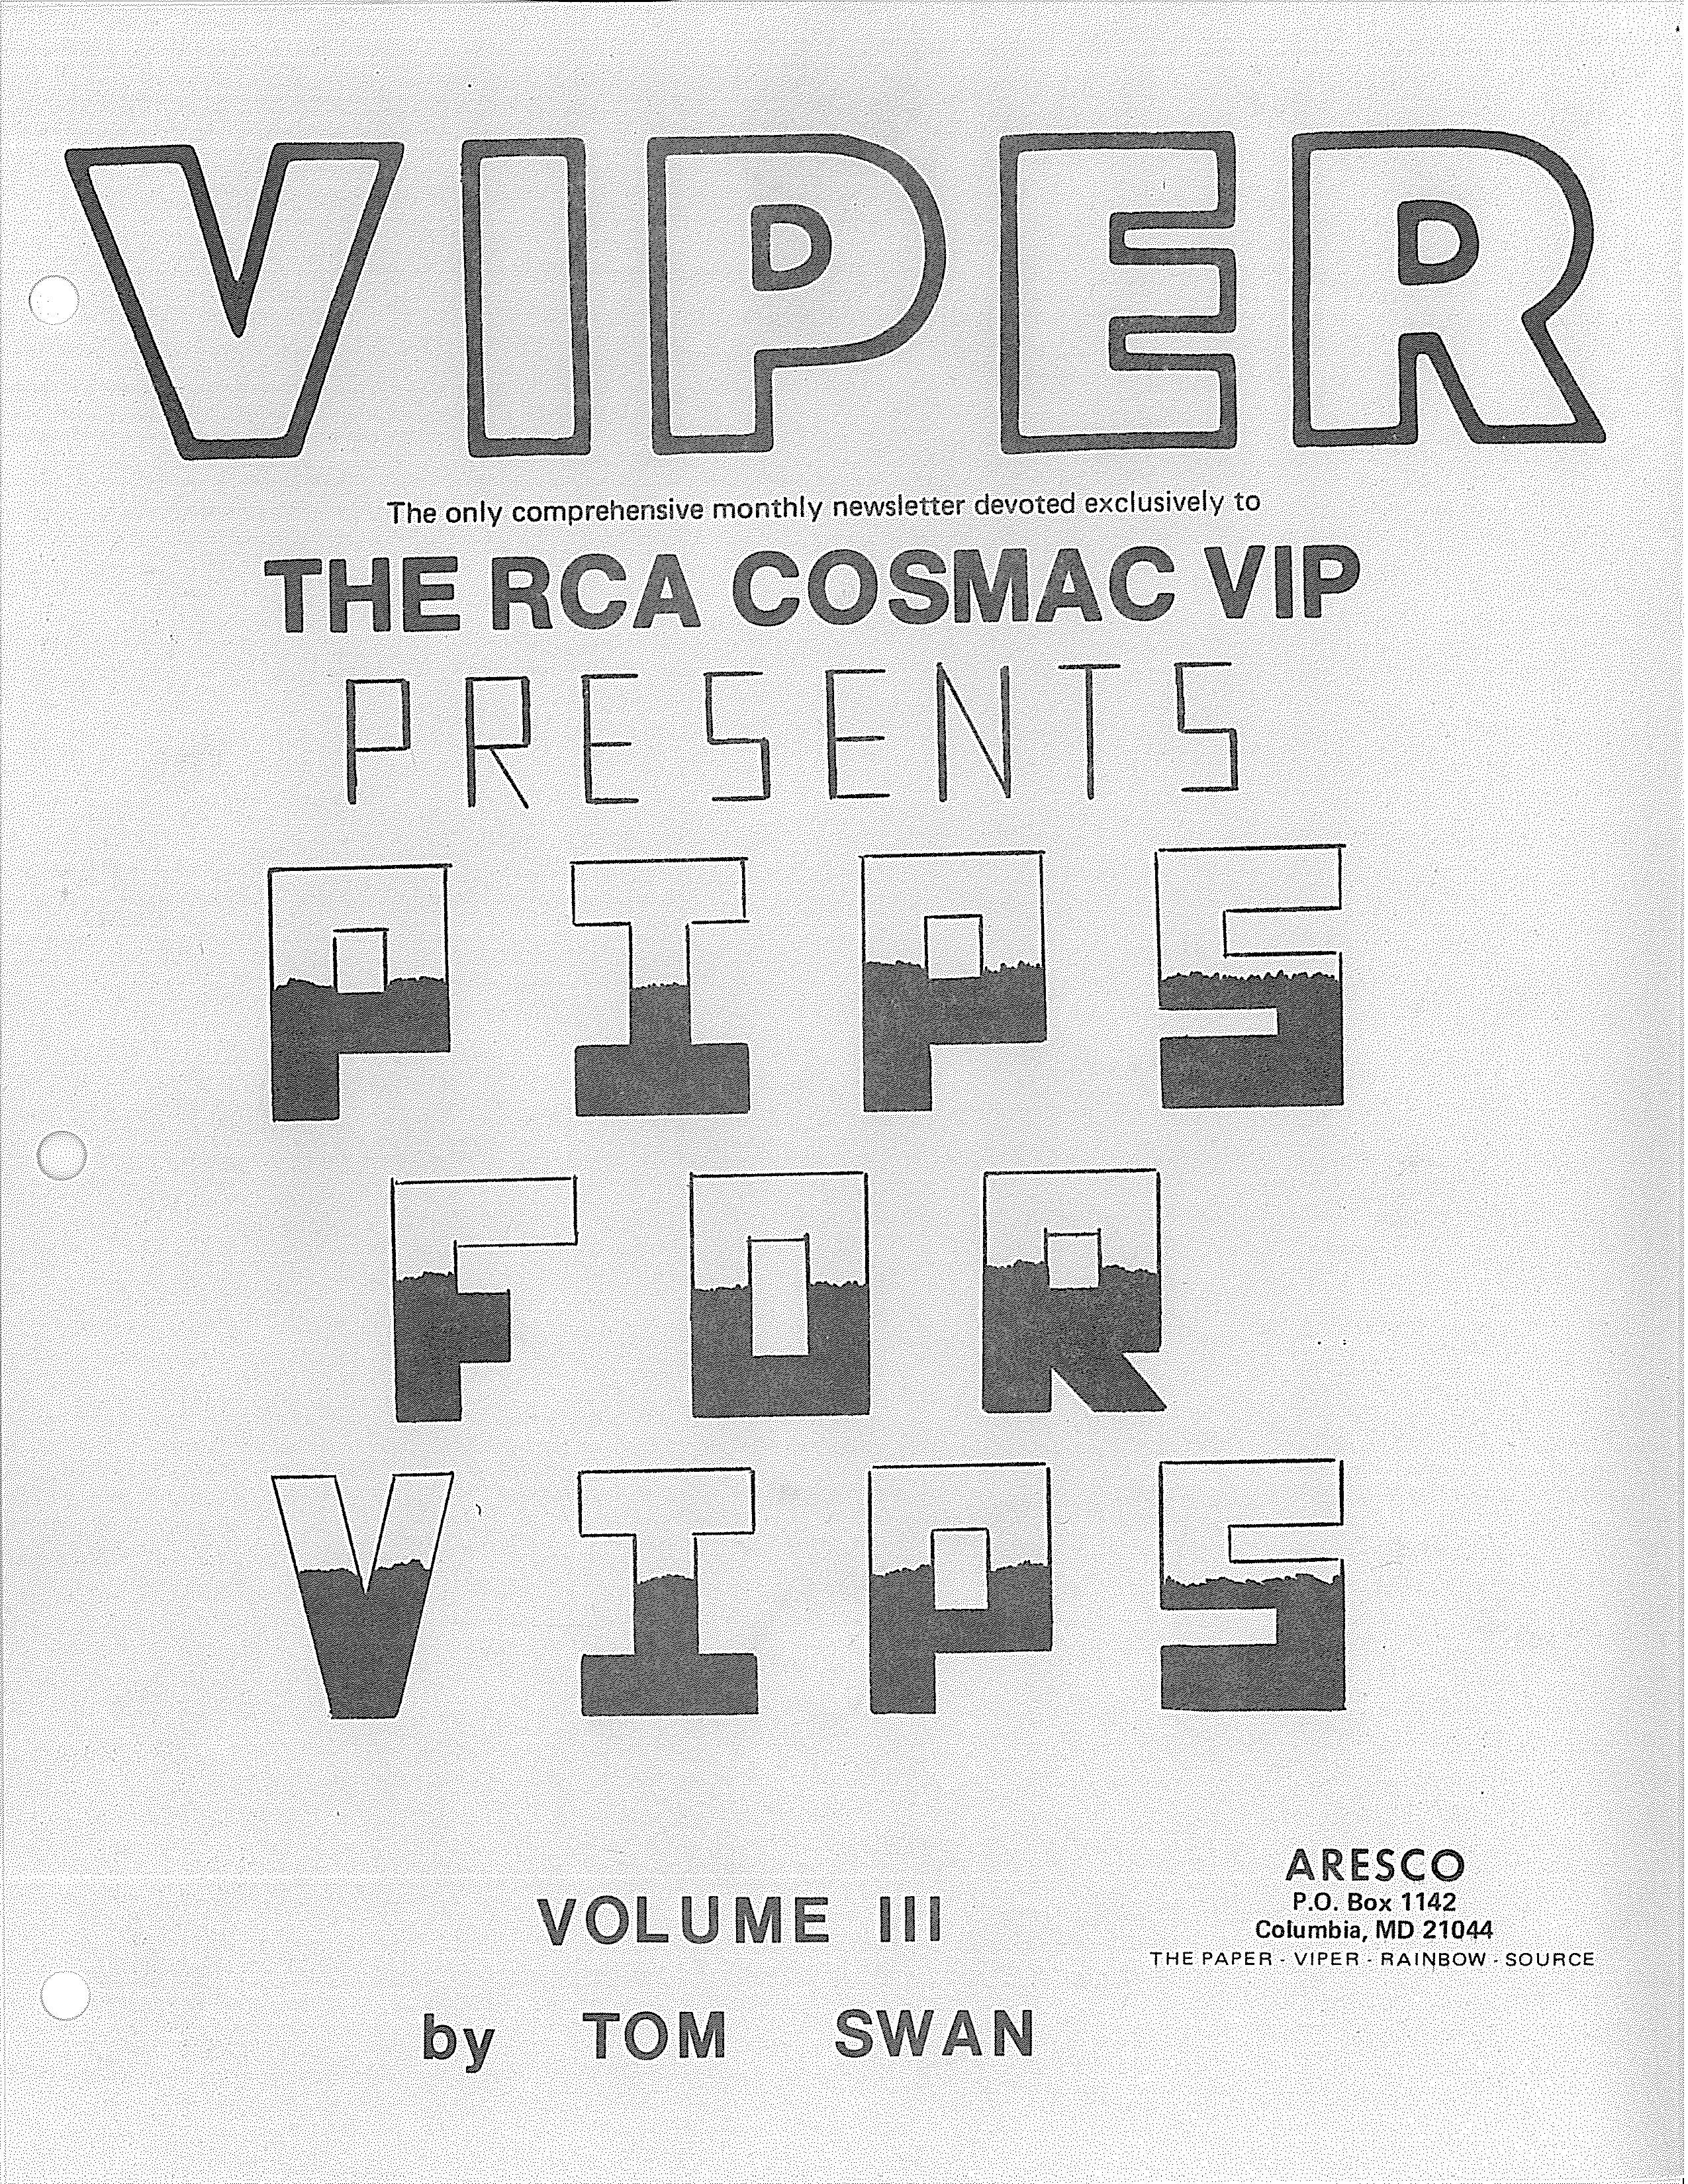 VIPER
The only comprehensive monthly newsletter devoted exclusively to
THE RCA COSMAC VIP
PRESENTS
PIPS
FOR
VIPS
VOLUME III
by TOM SWAN
ARESCO
P.O. Box 1142
Columbia, MD 21044
THE PAPER - VIPER - RAINBOW - SOURCE